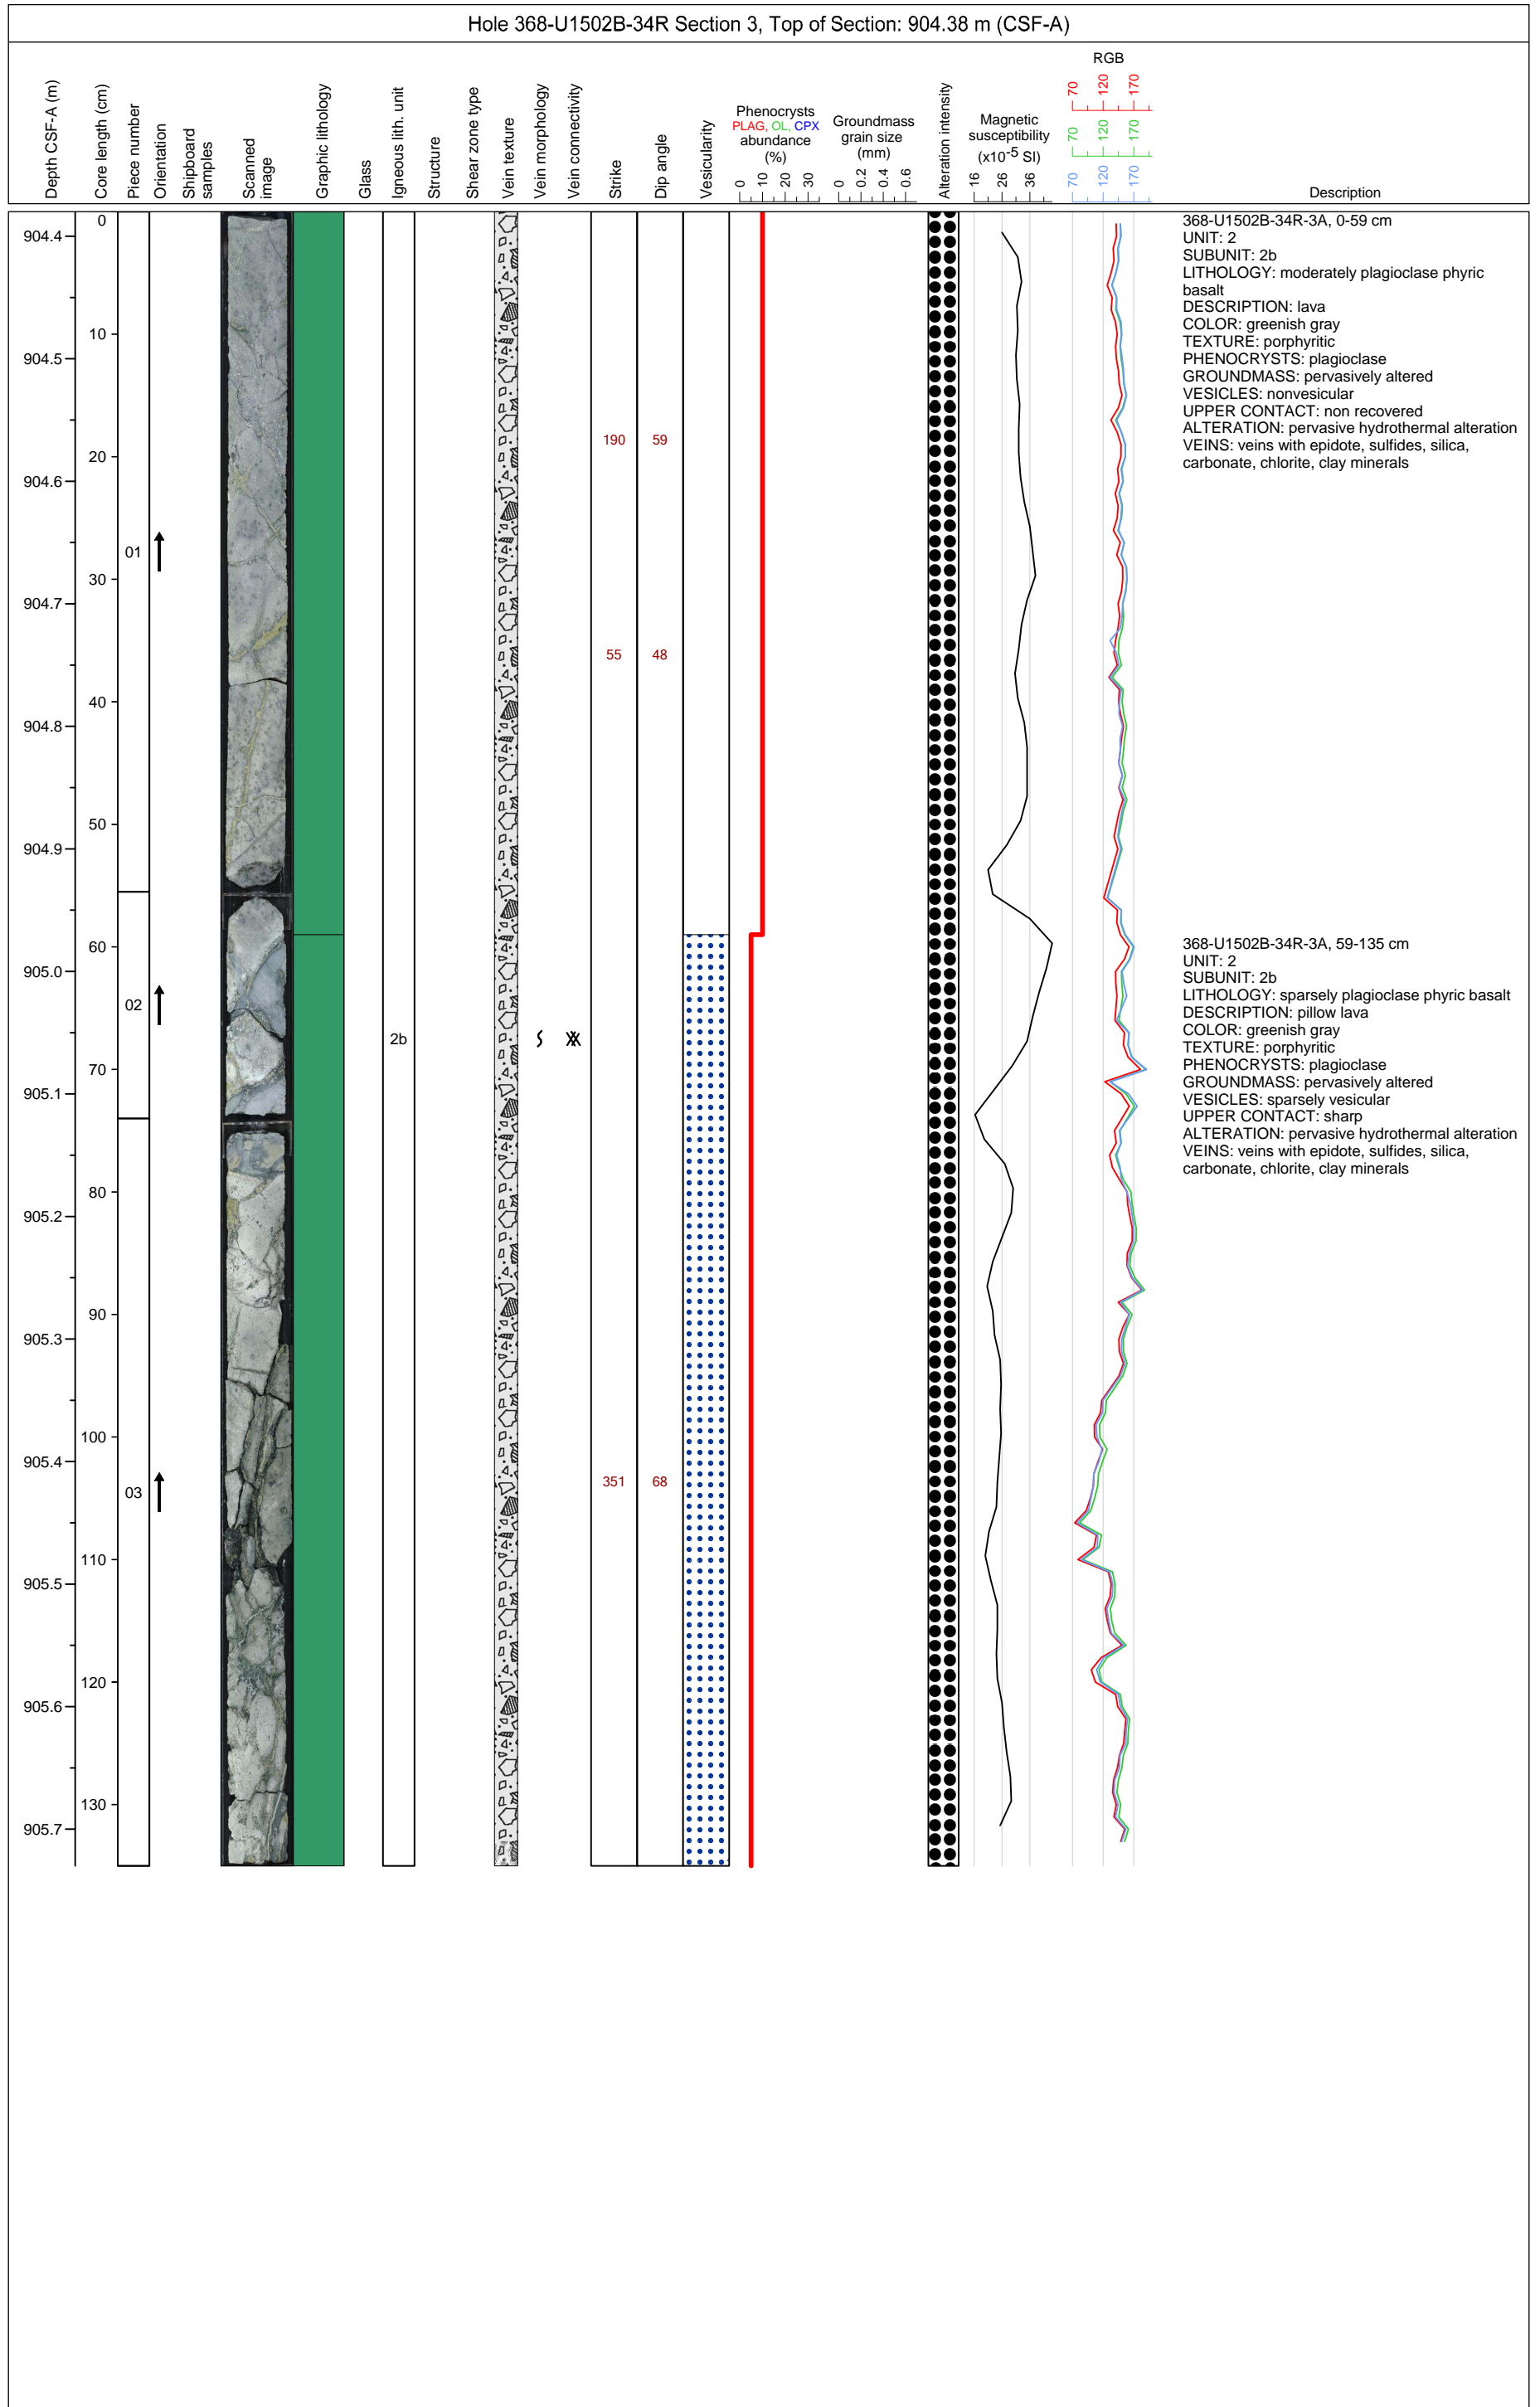 Hole 368-U1502B-34R Section 3, Top of Section: 904.38 m (CSF-A)
Depth CSF-A (m)
Core length (cm)
Piece number
Orientation
Shipboard
samples
Scanned
image
Graphic lithology
Glass
Igneous lith. unit
Structure
Shear zone type
Vein texture
Vein morphology
Vein connectivity
Strike
Dip angle
Vesicularity
Phenocrysts
PLAG, OL, CPX
abundance
(%)
0 10 20 30
Groundmass
grain size
(mm)
0 0.2 0.4 0.6
Alteration intensity
Magnetic
susceptibility
(x10-5 SI)
16 26 36
RGB
70 120 170
70 120 170
70 120 170
Description
904.4
904.5
904.6
904.7
904.8
904.9
905.0
905.1
905.2
905.3
905.4
905.5
905.6
905.7
0
10
20
30
40
50
60
70
80
90
100
110
120
130
01
02
03
2b
190 59
55 48
351 68
368-U1502B-34R-3A, 0-59 cm
UNIT: 2
SUBUNIT: 2b
LITHOLOGY: moderately plagioclase phyric
basalt
DESCRIPTION: lava
COLOR: greenish gray
TEXTURE: porphyritic
PHENOCRYSTS: plagioclase
GROUNDMASS: pervasively altered
VESICLES: nonvesicular
UPPER CONTACT: non recovered
ALTERATION: pervasive hydrothermal alteration
VEINS: veins with epidote, sulfides, silica,
carbonate, chlorite, clay minerals
368-U1502B-34R-3A, 59-135 cm
UNIT: 2
SUBUNIT: 2b
LITHOLOGY: sparsely plagioclase phyric basalt
DESCRIPTION: pillow lava
COLOR: greenish gray
TEXTURE: porphyritic
PHENOCRYSTS: plagioclase
GROUNDMASS: pervasively altered
VESICLES: sparsely vesicular
UPPER CONTACT: sharp
ALTERATION: pervasive hydrothermal alteration
VEINS: veins with epidote, sulfides, silica,
carbonate, chlorite, clay minerals